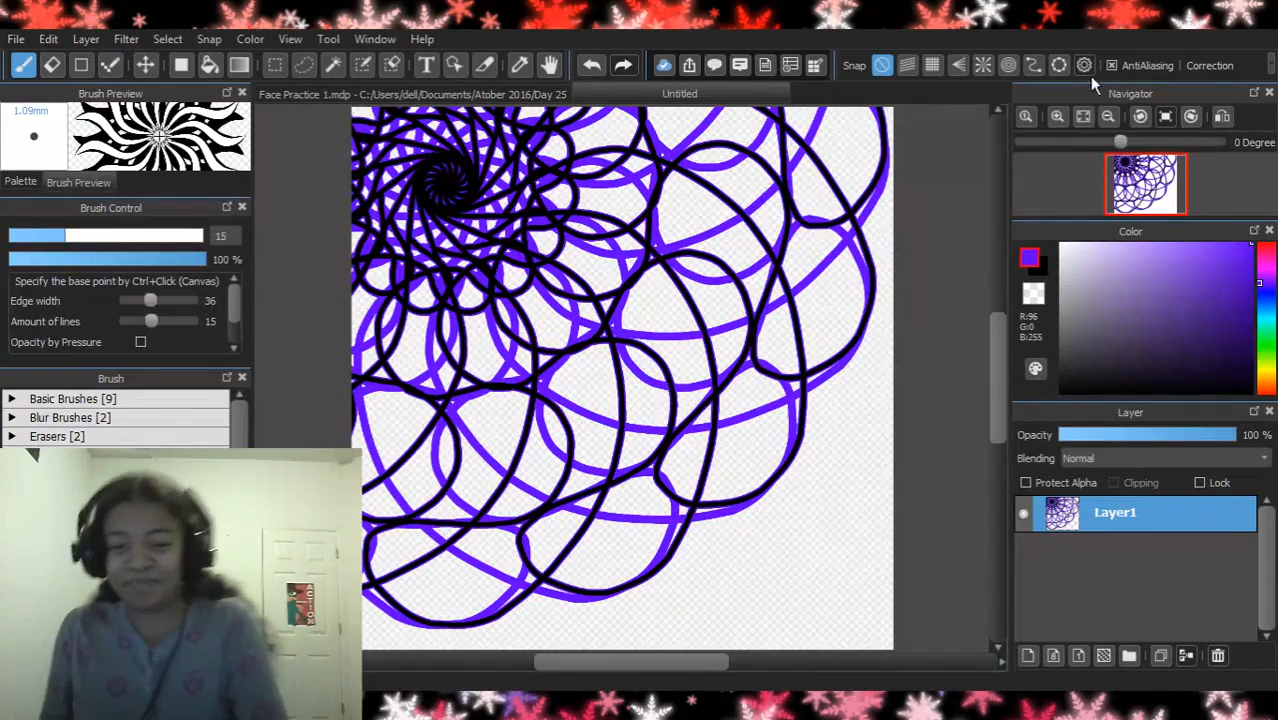 File Edit Layer Filter Select Snap Color View Tool Window Help
T Snap AntiAliasing Correction
Brush Preview
Face Practice 1.mdp - C:/Users/dell/Documents/Atober 2016/Day 25
Untitled
Navigator
1.09mm
0 Degree
Palette Brush Preview
Brush Control
15
100 %
Specify the base point by Ctrl+Click (Canvas)
Edge width 36
Amount of lines 15
Opacity by Pressure
Brush
Basic Brushes [9]
Blur Brushes [2]
Erasers [2]
Color
R:96
G:0
B:255
Layer
Opacity 100 %
Blending Normal
Protect Alpha Clipping Lock
Layer1
ACTION